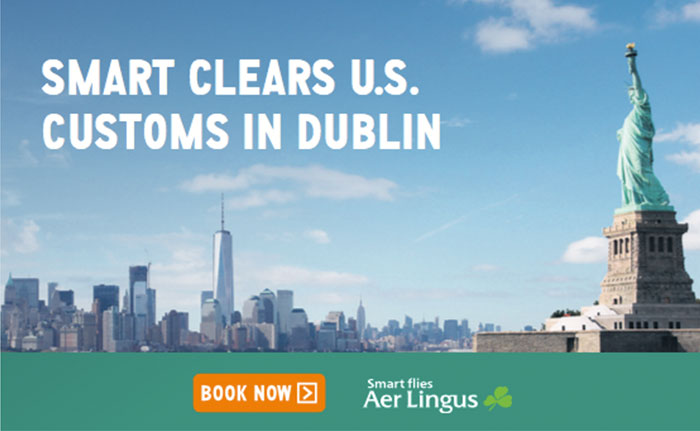 SMART CLEARS U.S.
CUSTOMS IN DUBLIN
BOOK NOW
Smart flies
Aer Lingus